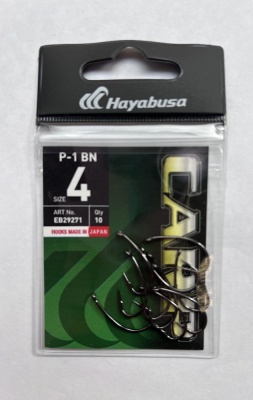 Hayabusa
P-1 BN
4
SIZE
ART No. Qty
EB29271 10
HOOKS MADE IN JAPAN
CARP